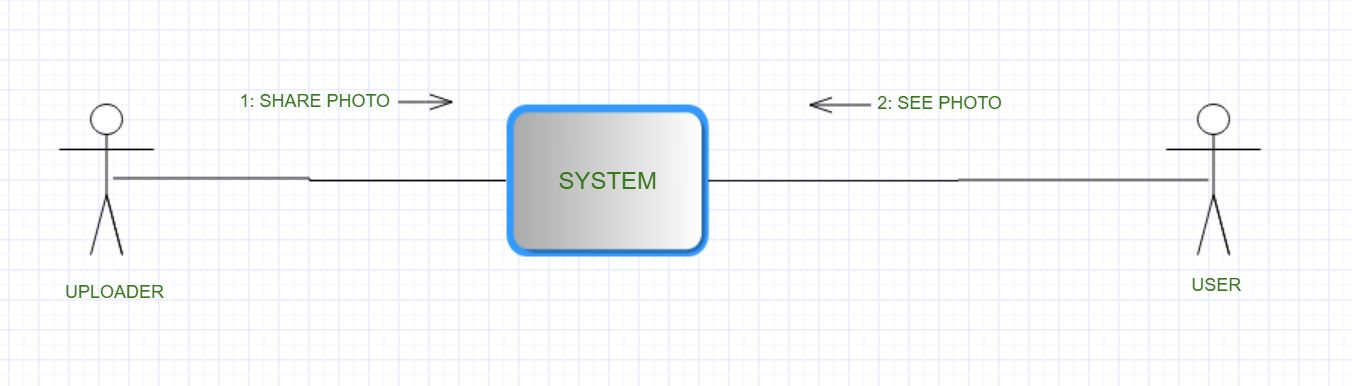 1: SHARE PHOTO
2: SEE PHOTO
SYSTEM
UPLOADER
USER